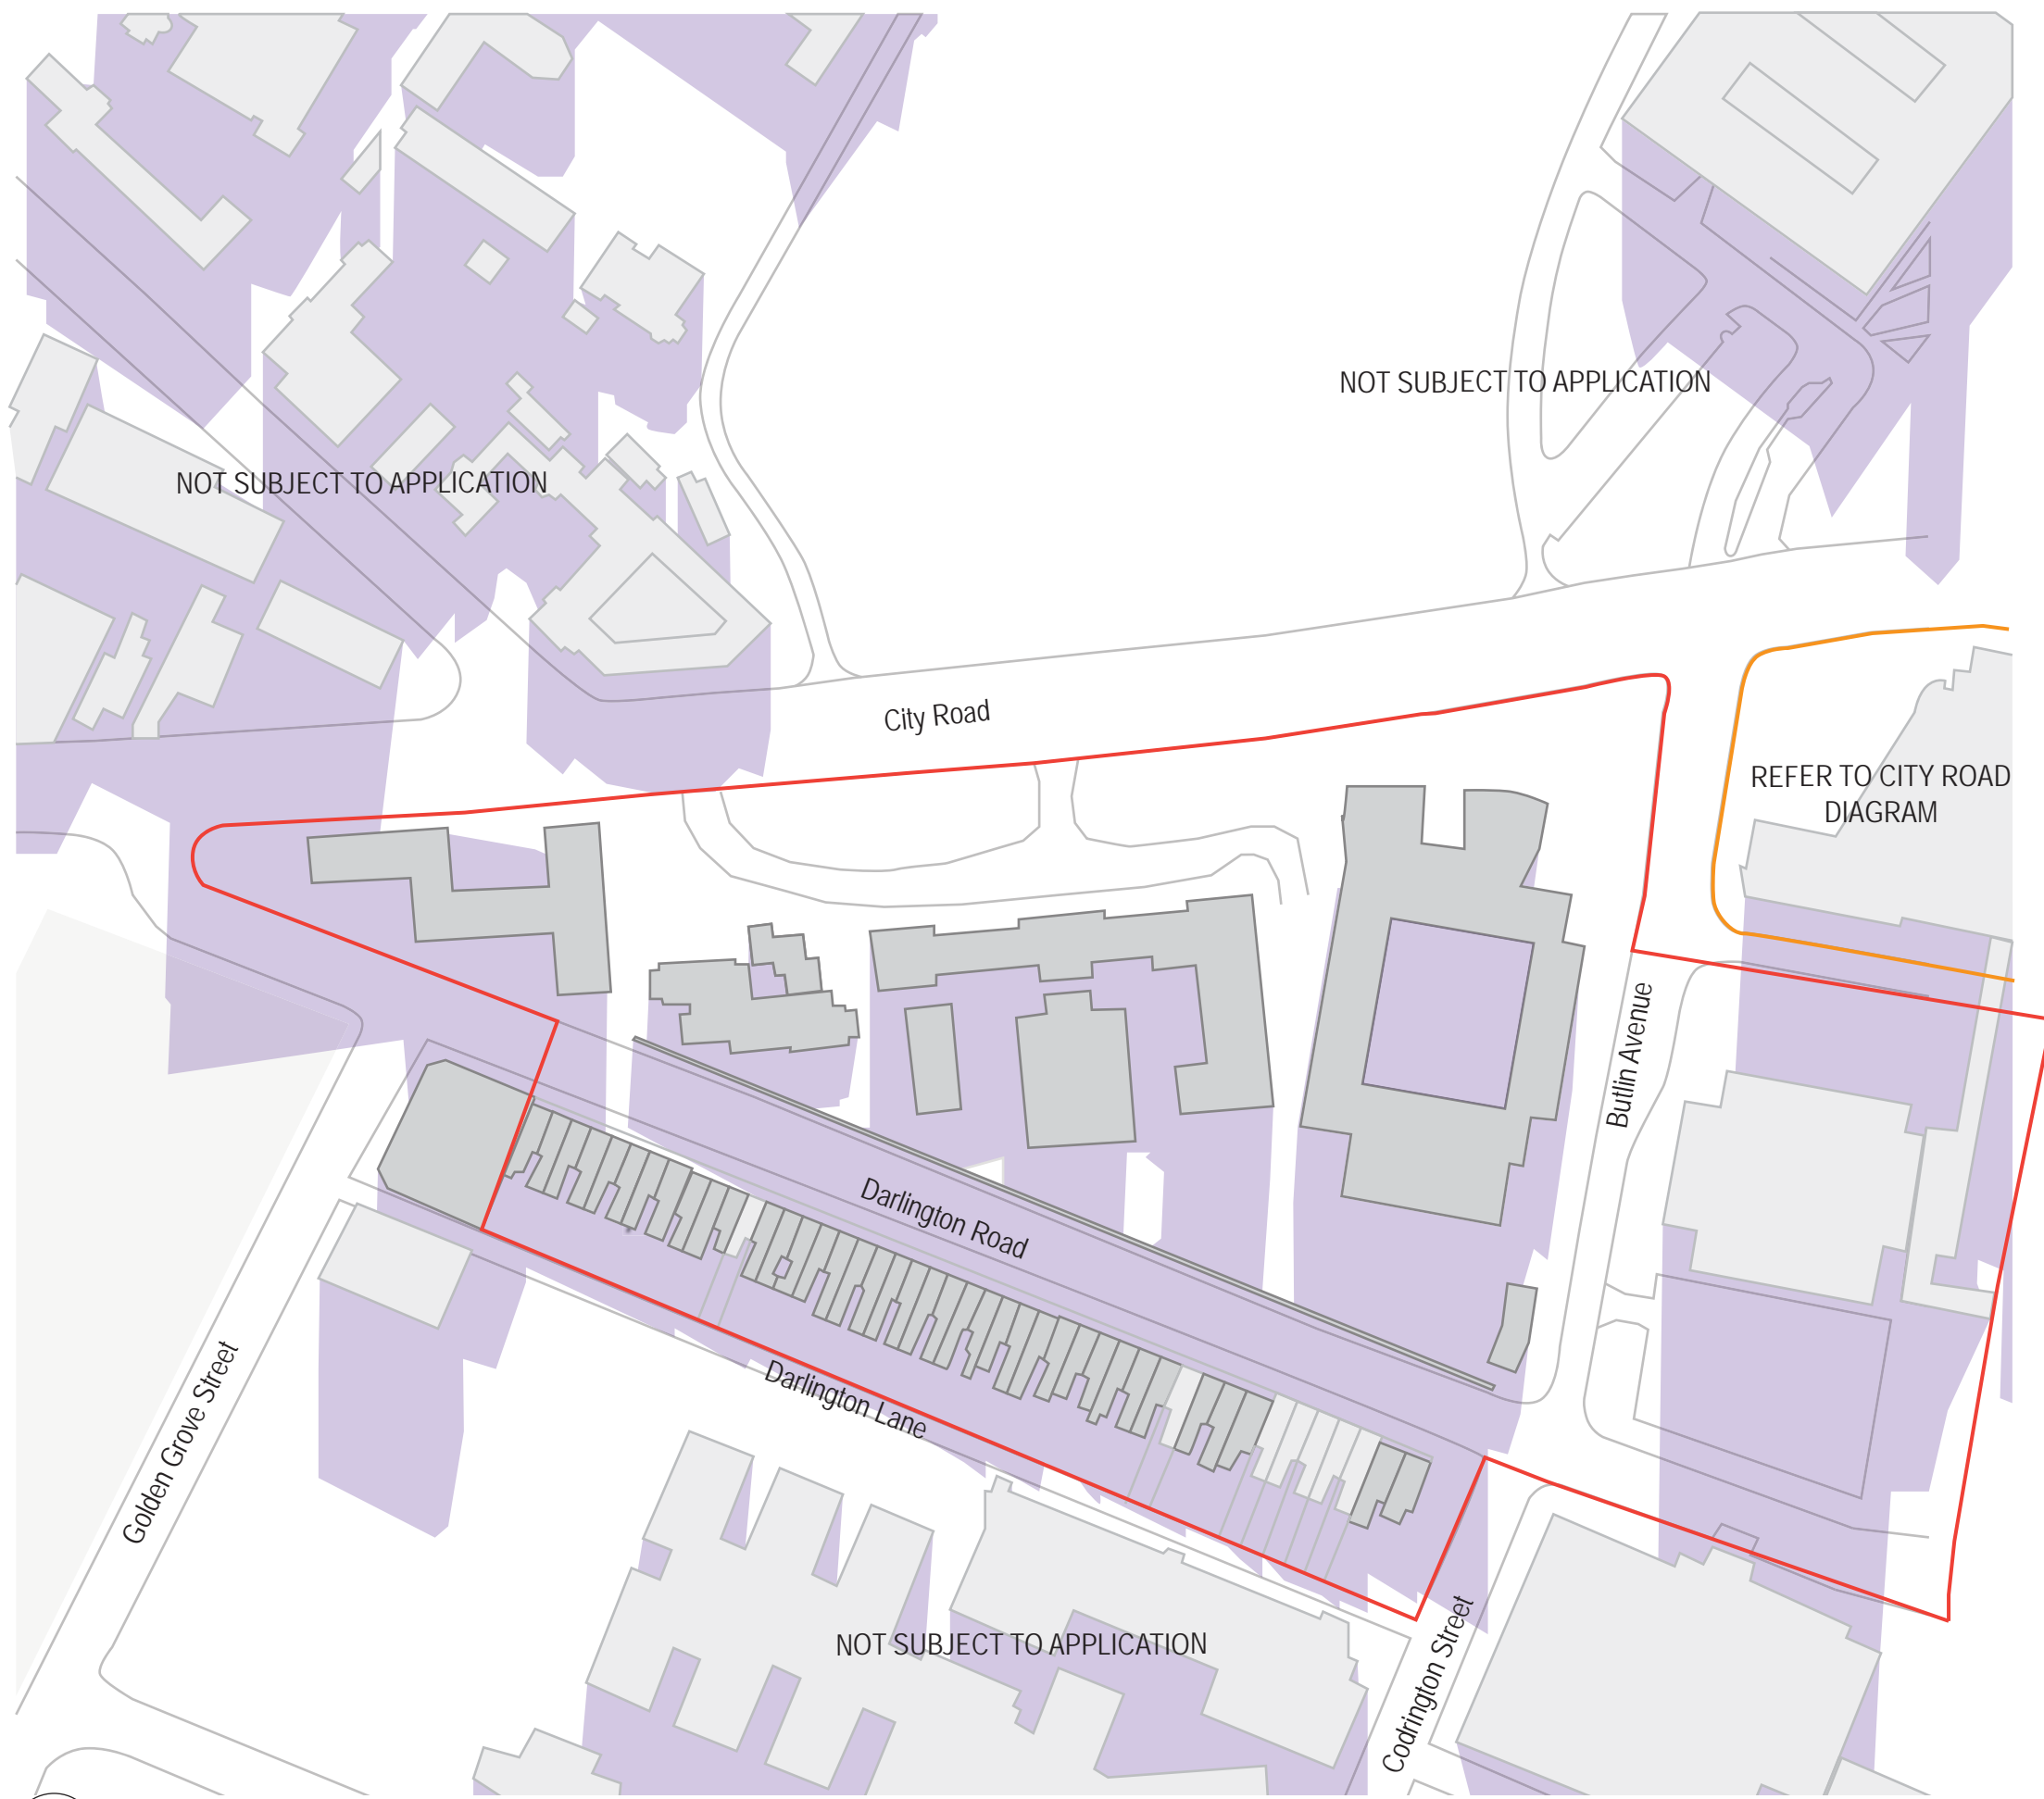 NOT SUBJECT TO APPLICATION
NOT SUBJECT TO APPLICATION
City Road
REFER TO CITY ROAD
DIAGRAM
Butlin Avenue
Darlington Road
Darlington Lane
Golden Grove Street
NOT SUBJECT TO APPLICATION
Codrington Street